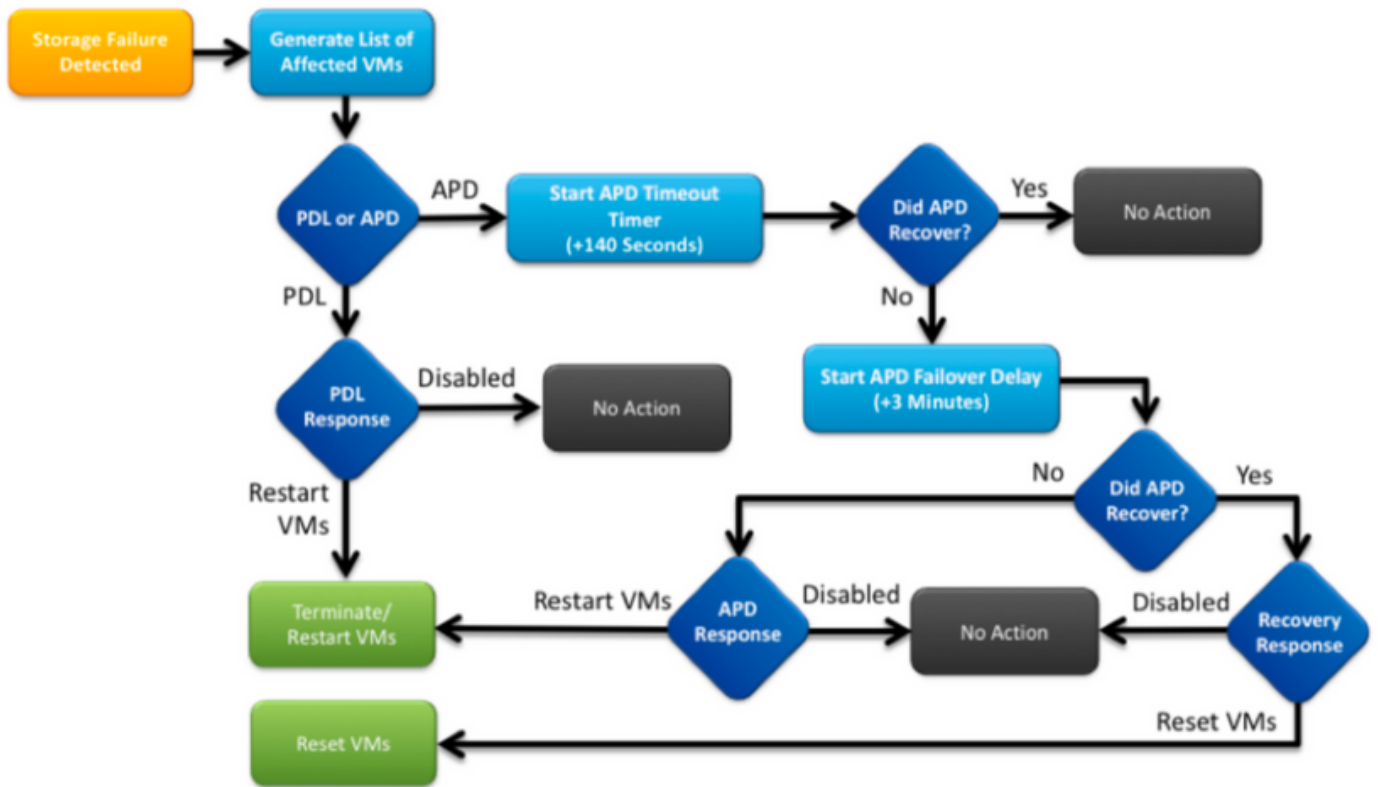 Storage Failure
Detected
Generate List of
Affected VMs
PDL or APD
APD
Start APD Timeout
Timer
(+140 Seconds)
Did APD
Recover?
Yes
No Action
PDL
No
PDL
Response
Disabled
No Action
Start APD Failover Delay
(+3 Minutes)
Restart
VMs
No
Did APD
Recover?
Yes
Terminate/
Restart VMs
Restart VMs
APD
Response
Disabled
No Action
Disabled
Recovery
Response
Reset VMs
Reset VMs